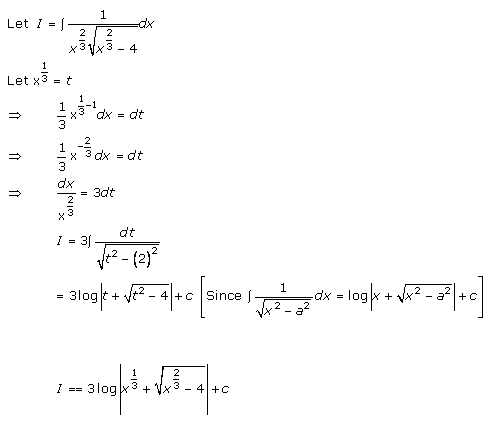 Let I = ∫ 1/(x^(2/3) √(x^(2/3) − 4)) dx
Let x^(1/3) = t
⇒ 1/3 x^(1/3 −1) dx = dt
⇒ 1/3 x^(−2/3) dx = dt
⇒ dx/x^(2/3) = 3dt
I = 3∫ dt/√(t² − (2)²)
= 3log|t + √(t² − 4)| + c [Since ∫ 1/√(x² − a²) dx = log|x + √(x² − a²)| + c]
I == 3log|x^(1/3) + √(x^(2/3) − 4)| + c